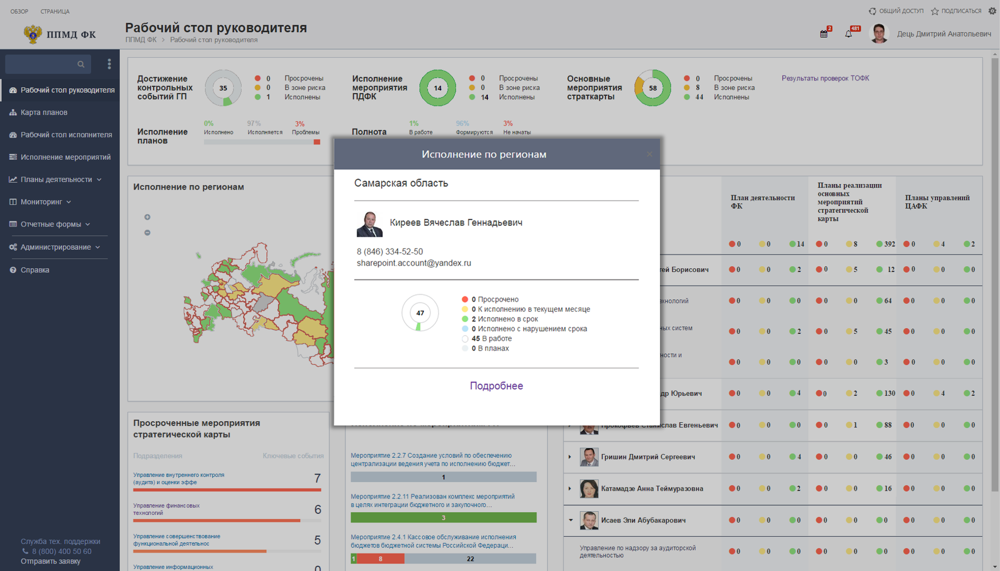 ОБЗОР СТРАНИЦА
ОБЩИЙ ДОСТУП ПОДПИСАТЬСЯ
ППМД ФК
Рабочий стол руководителя
ППМД ФК > Рабочий стол руководителя
2
481
Дець Дмитрий Анатольевич
Рабочий стол руководителя
Карта планов
Рабочий стол исполнителя
Исполнение мероприятий
Планы деятельности
Мониторинг
Отчетные формы
Администрирование
Справка
Служба тех. поддержки
8 (800) 400 50 60
Отправить заявку
Достижение
контрольных
событий ГП
35
0 Просрочены
0 В зоне риска
1 Исполнены
Исполнение
мероприятия
ПДФК
14
0 Просрочены
0 В зоне риска
14 Исполнены
Основные
мероприятия
страткарты
58
0 Просрочены
8 В зоне риска
44 Исполнены
Результаты проверок ТОФК
Исполнение
планов
0% 97% 3%
Исполнено Исполняется Проблемы
Полнота
1% 96% 3%
В работе Формируются Не начаты
Исполнение по регионам
Исполнение по регионам
×
Самарская область
Киреев Вячеслав Геннадьевич
8 (846) 334-52-50
sharepoint.account@yandex.ru
47
0 Просрочено
0 К исполнению в текущем месяце
2 Исполнено в срок
0 Исполнено с нарушением срока
45 В работе
0 В планах
Подробнее
Просроченные мероприятия
стратегической карты
Подразделения Ключевые события
Управление внутреннего контроля
(аудита) и оценки эффе
7
Управление финансовых
технологий
6
Управление совершенствование
функциональной деятельнос
5
Управление информационных
0
Мероприятие 2.2.7 Создание условий по обеспечению
централизации ведения учета по исполнению бюджет...
1
Мероприятие 2.2.11 Реализован комплекс мероприятий
в целях интеграции бюджетного и закупочного...
3
Мероприятие 2.4.1 Кассовое обслуживание исполнения
бюджетов бюджетной системы Российской Федераци...
1 8 22
План деятельности
ФК
Планы реализации
основных
мероприятий
стратегической
карты
Планы управлений
ЦАФК
0 0 14 0 8 392 0 4 2
гей Борисович 0 0 2 0 5 12 0 0 0
ехнологий 0 0 0 0 0 64 0 0 0
ных систем 0 0 2 0 5 45 0 0 0
ности и 0 0 0 0 0 3 0 0 0
др Юрьевич 0 0 4 0 2 130 0 4 2
Прокофьев Станислав Евгеньевич 0 0 0 0 1 88 0 0 0
Гришин Дмитрий Сергеевич 0 0 4 0 0 46 0 0 0
Катамадзе Анна Теймуразовна 0 0 2 0 0 16 0 0 0
Исаев Эли Абубакарович 0 0 0 0 0 0 0 0 0
Управление по надзору за аудиторской
деятельностью
0 0 0 0 0 0 0 0 0